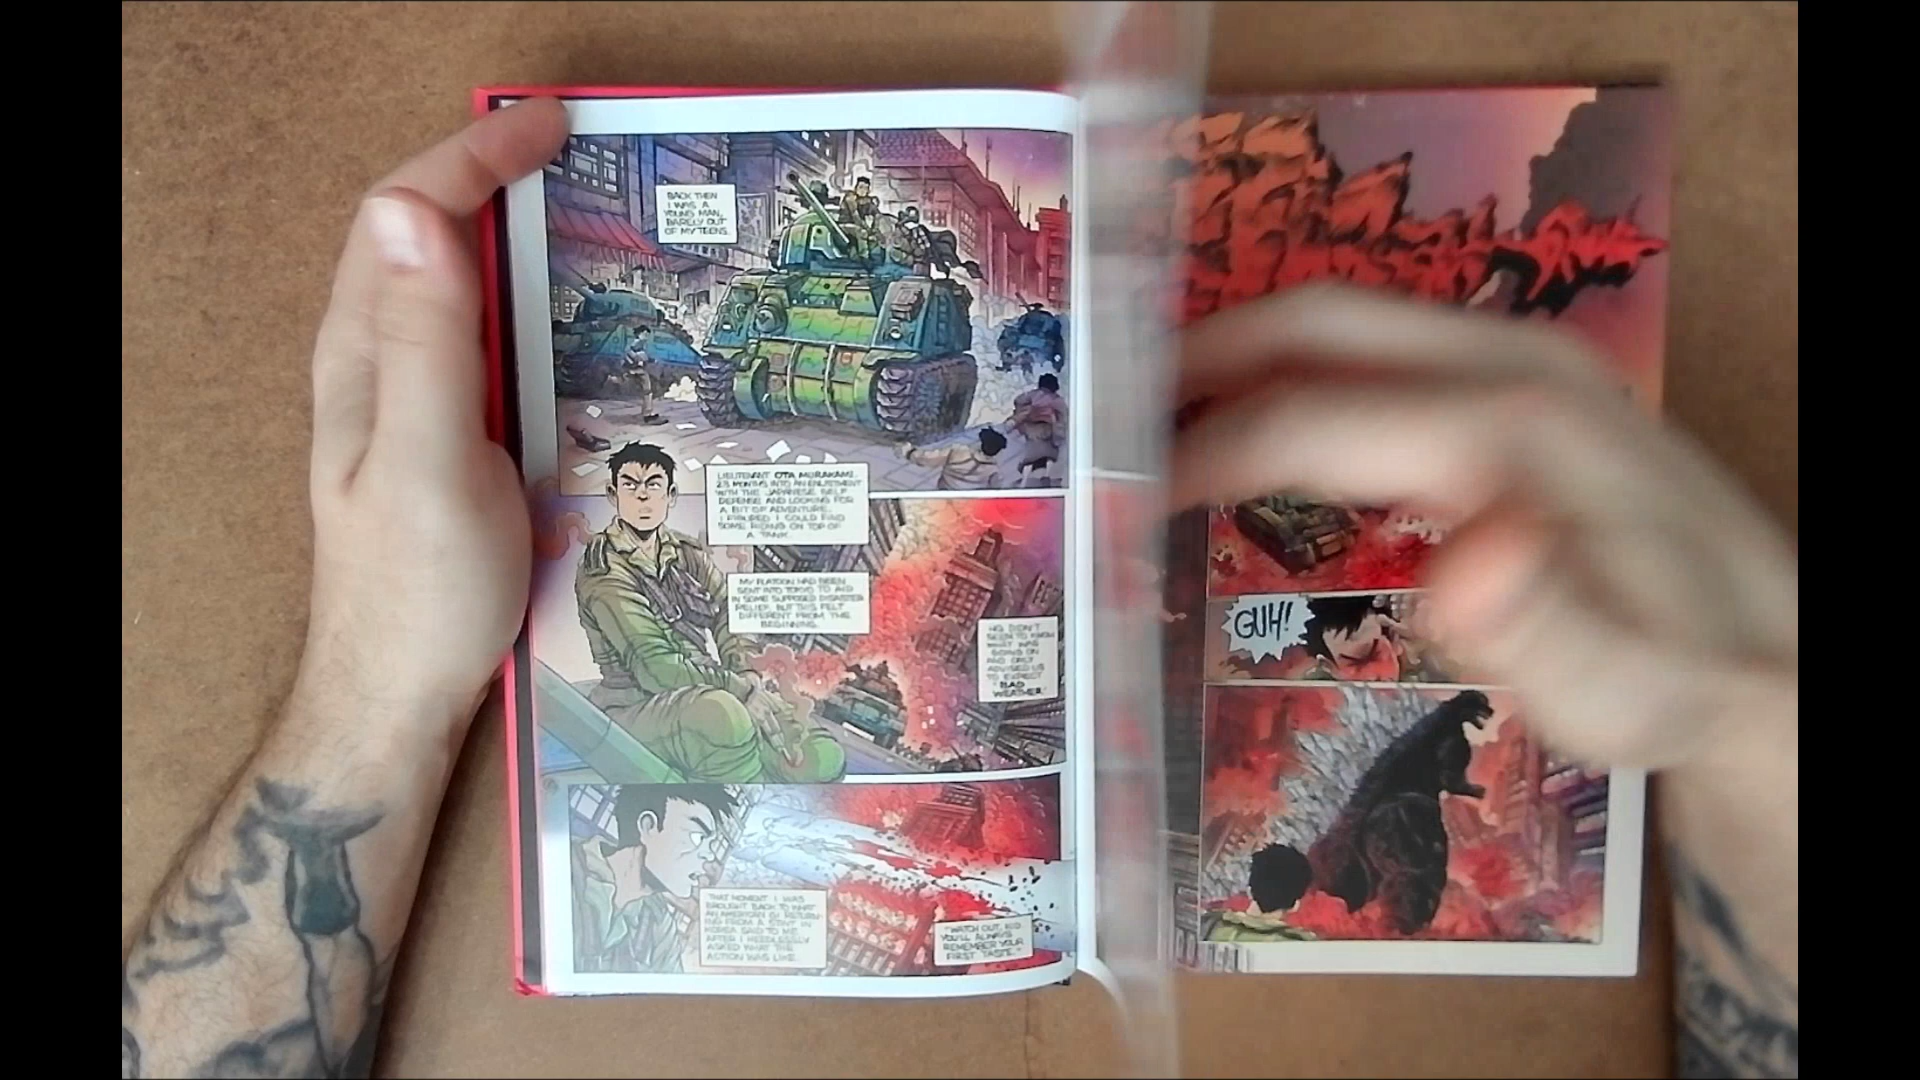 BACK THEN
I WAS A
YOUNG MAN,
BARELY OUT
OF MY TEENS.
LIEUTENANT OTA MURAKAMI.
23 MONTHS INTO AN ENLISTMENT
WITH THE JAPANESE SELF
DEFENSE AND LOOKING FOR
A BIT OF ADVENTURE.
I FIGURED I COULD FIND
SOME RIDING ON TOP OF
A TANK.
MY PLATOON HAD BEEN
SENT INTO TOKYO TO AID
IN SOME SUPPOSED DISASTER
RELIEF, BUT THIS FELT
DIFFERENT FROM THE
BEGINNING.
HQ DIDN'T
SEEM TO KNOW
WHAT WAS
GOING ON
AND ONLY
ADVISED US
TO EXPECT
"BAD
WEATHER."
THAT MOMENT I WAS
BROUGHT BACK TO WHAT
AN AMERICAN GI RETURN-
ING FROM A STINT IN
KOREA SAID TO ME
AFTER I NEEDLESSLY
ASKED WHAT THE
ACTION WAS LIKE.
"WATCH OUT, KID
YOU'LL ALWAYS
REMEMBER YOUR
FIRST TASTE."
GUH!